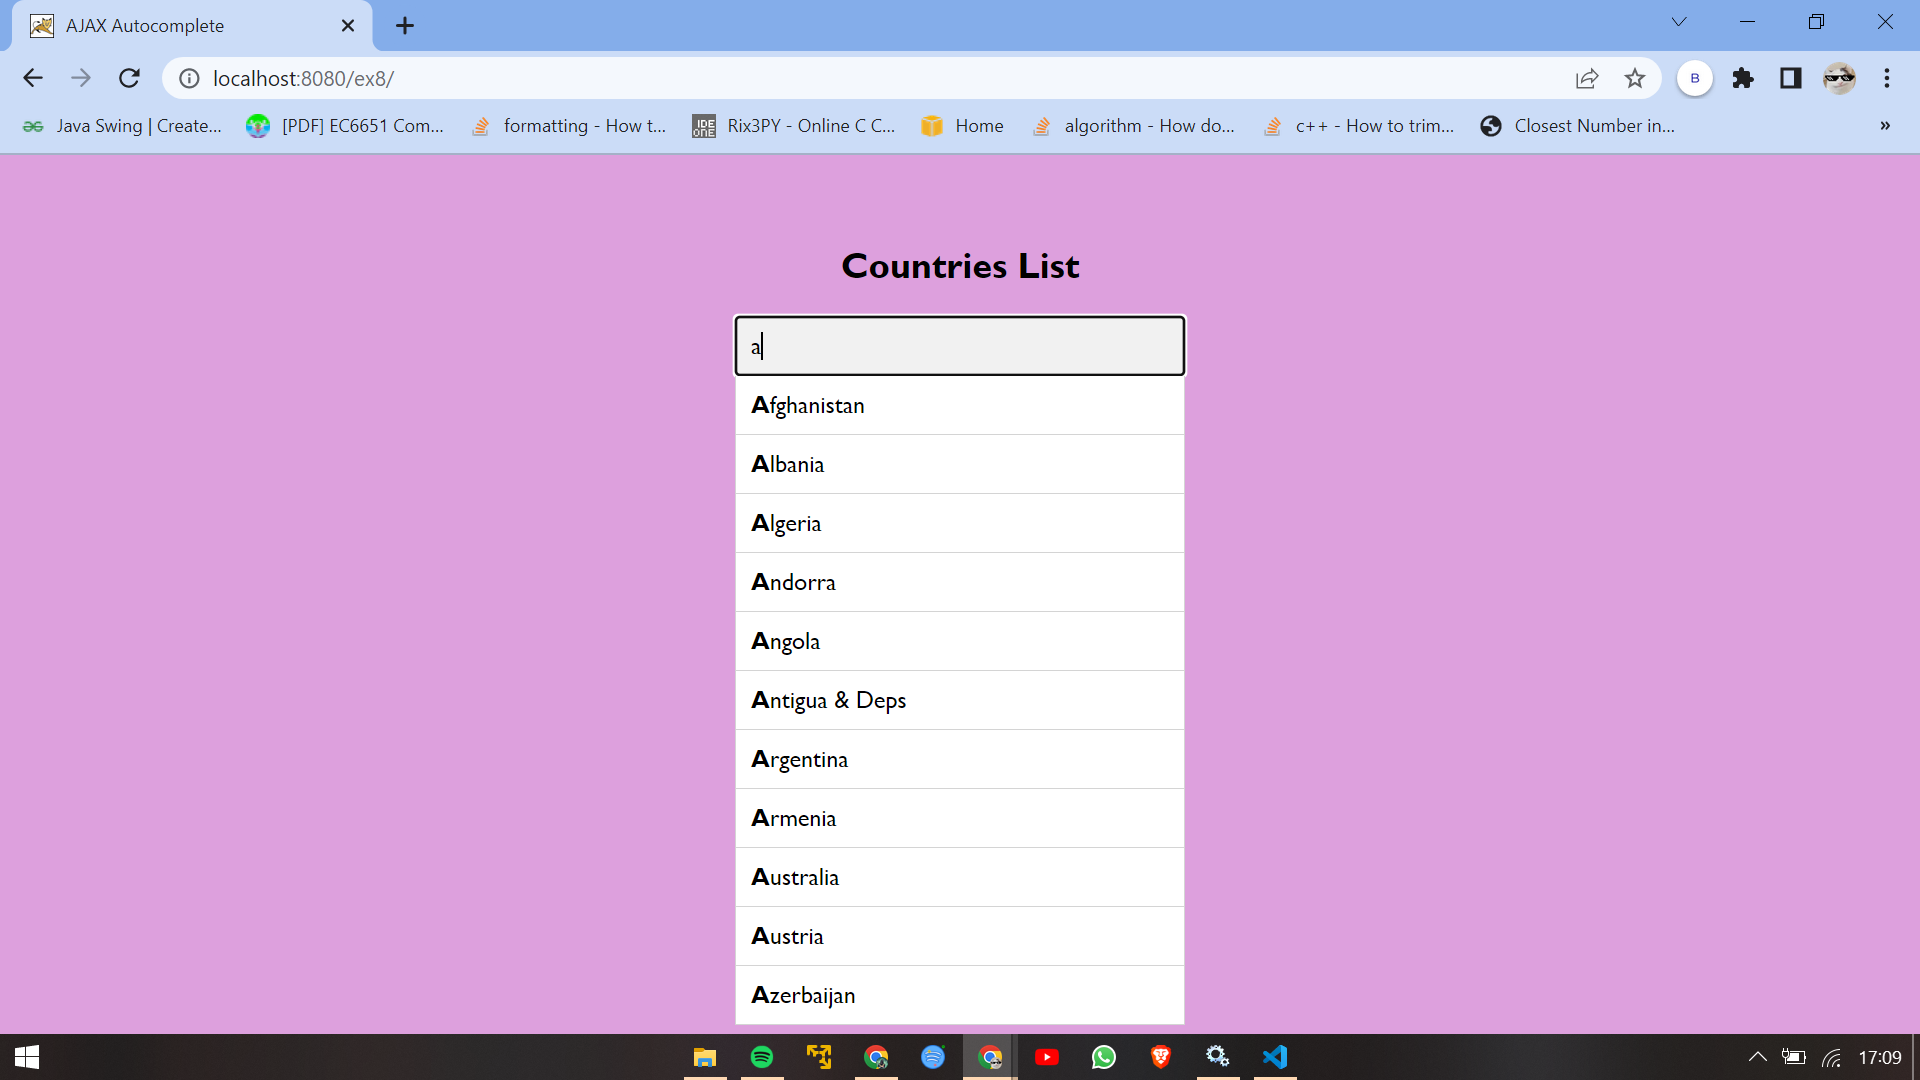 AJAX Autocomplete
localhost:8080/ex8/
B
Java Swing | Create...
[PDF] EC6651 Com...
formatting - How t...
IDE ONE
Rix3PY - Online C C...
Home
algorithm - How do...
c++ - How to trim...
Closest Number in...
»
Countries List
a
Afghanistan
Albania
Algeria
Andorra
Angola
Antigua & Deps
Argentina
Armenia
Australia
Austria
Azerbaijan
17:09